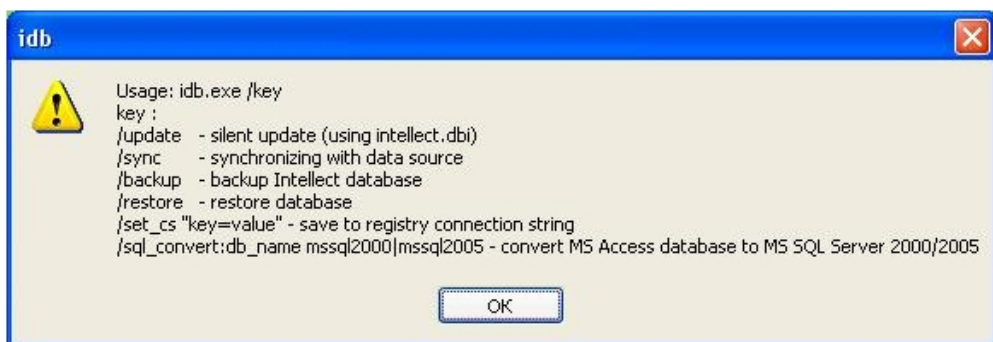 idb
Usage: idb.exe /key
key :
/update - silent update (using intellect.dbi)
/sync - synchronizing with data source
/backup - backup Intellect database
/restore - restore database
/set_cs "key=value" - save to registry connection string
/sql_convert:db_name mssql2000|mssql2005 - convert MS Access database to MS SQL Server 2000/2005
OK